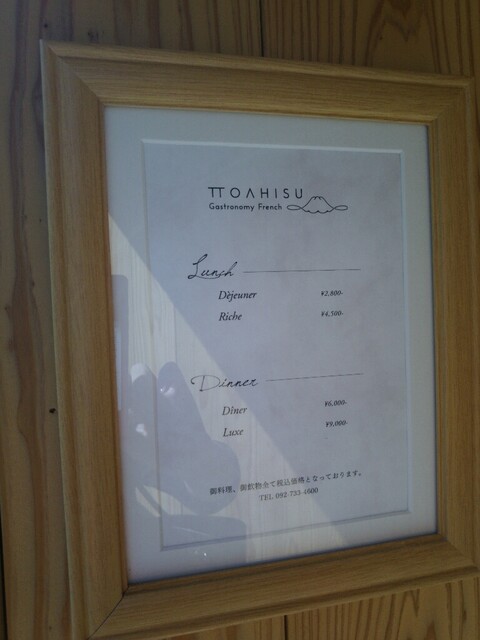 TTOAHISU
Gastronomy French
Lunch
Dèjeuner ¥2,800-
Riche ¥4,500-
Dinner
Dîner ¥6,000-
Luxe ¥9,000-
御料理、御飲物全て税込価格となっております。
TEL 092-733-4600